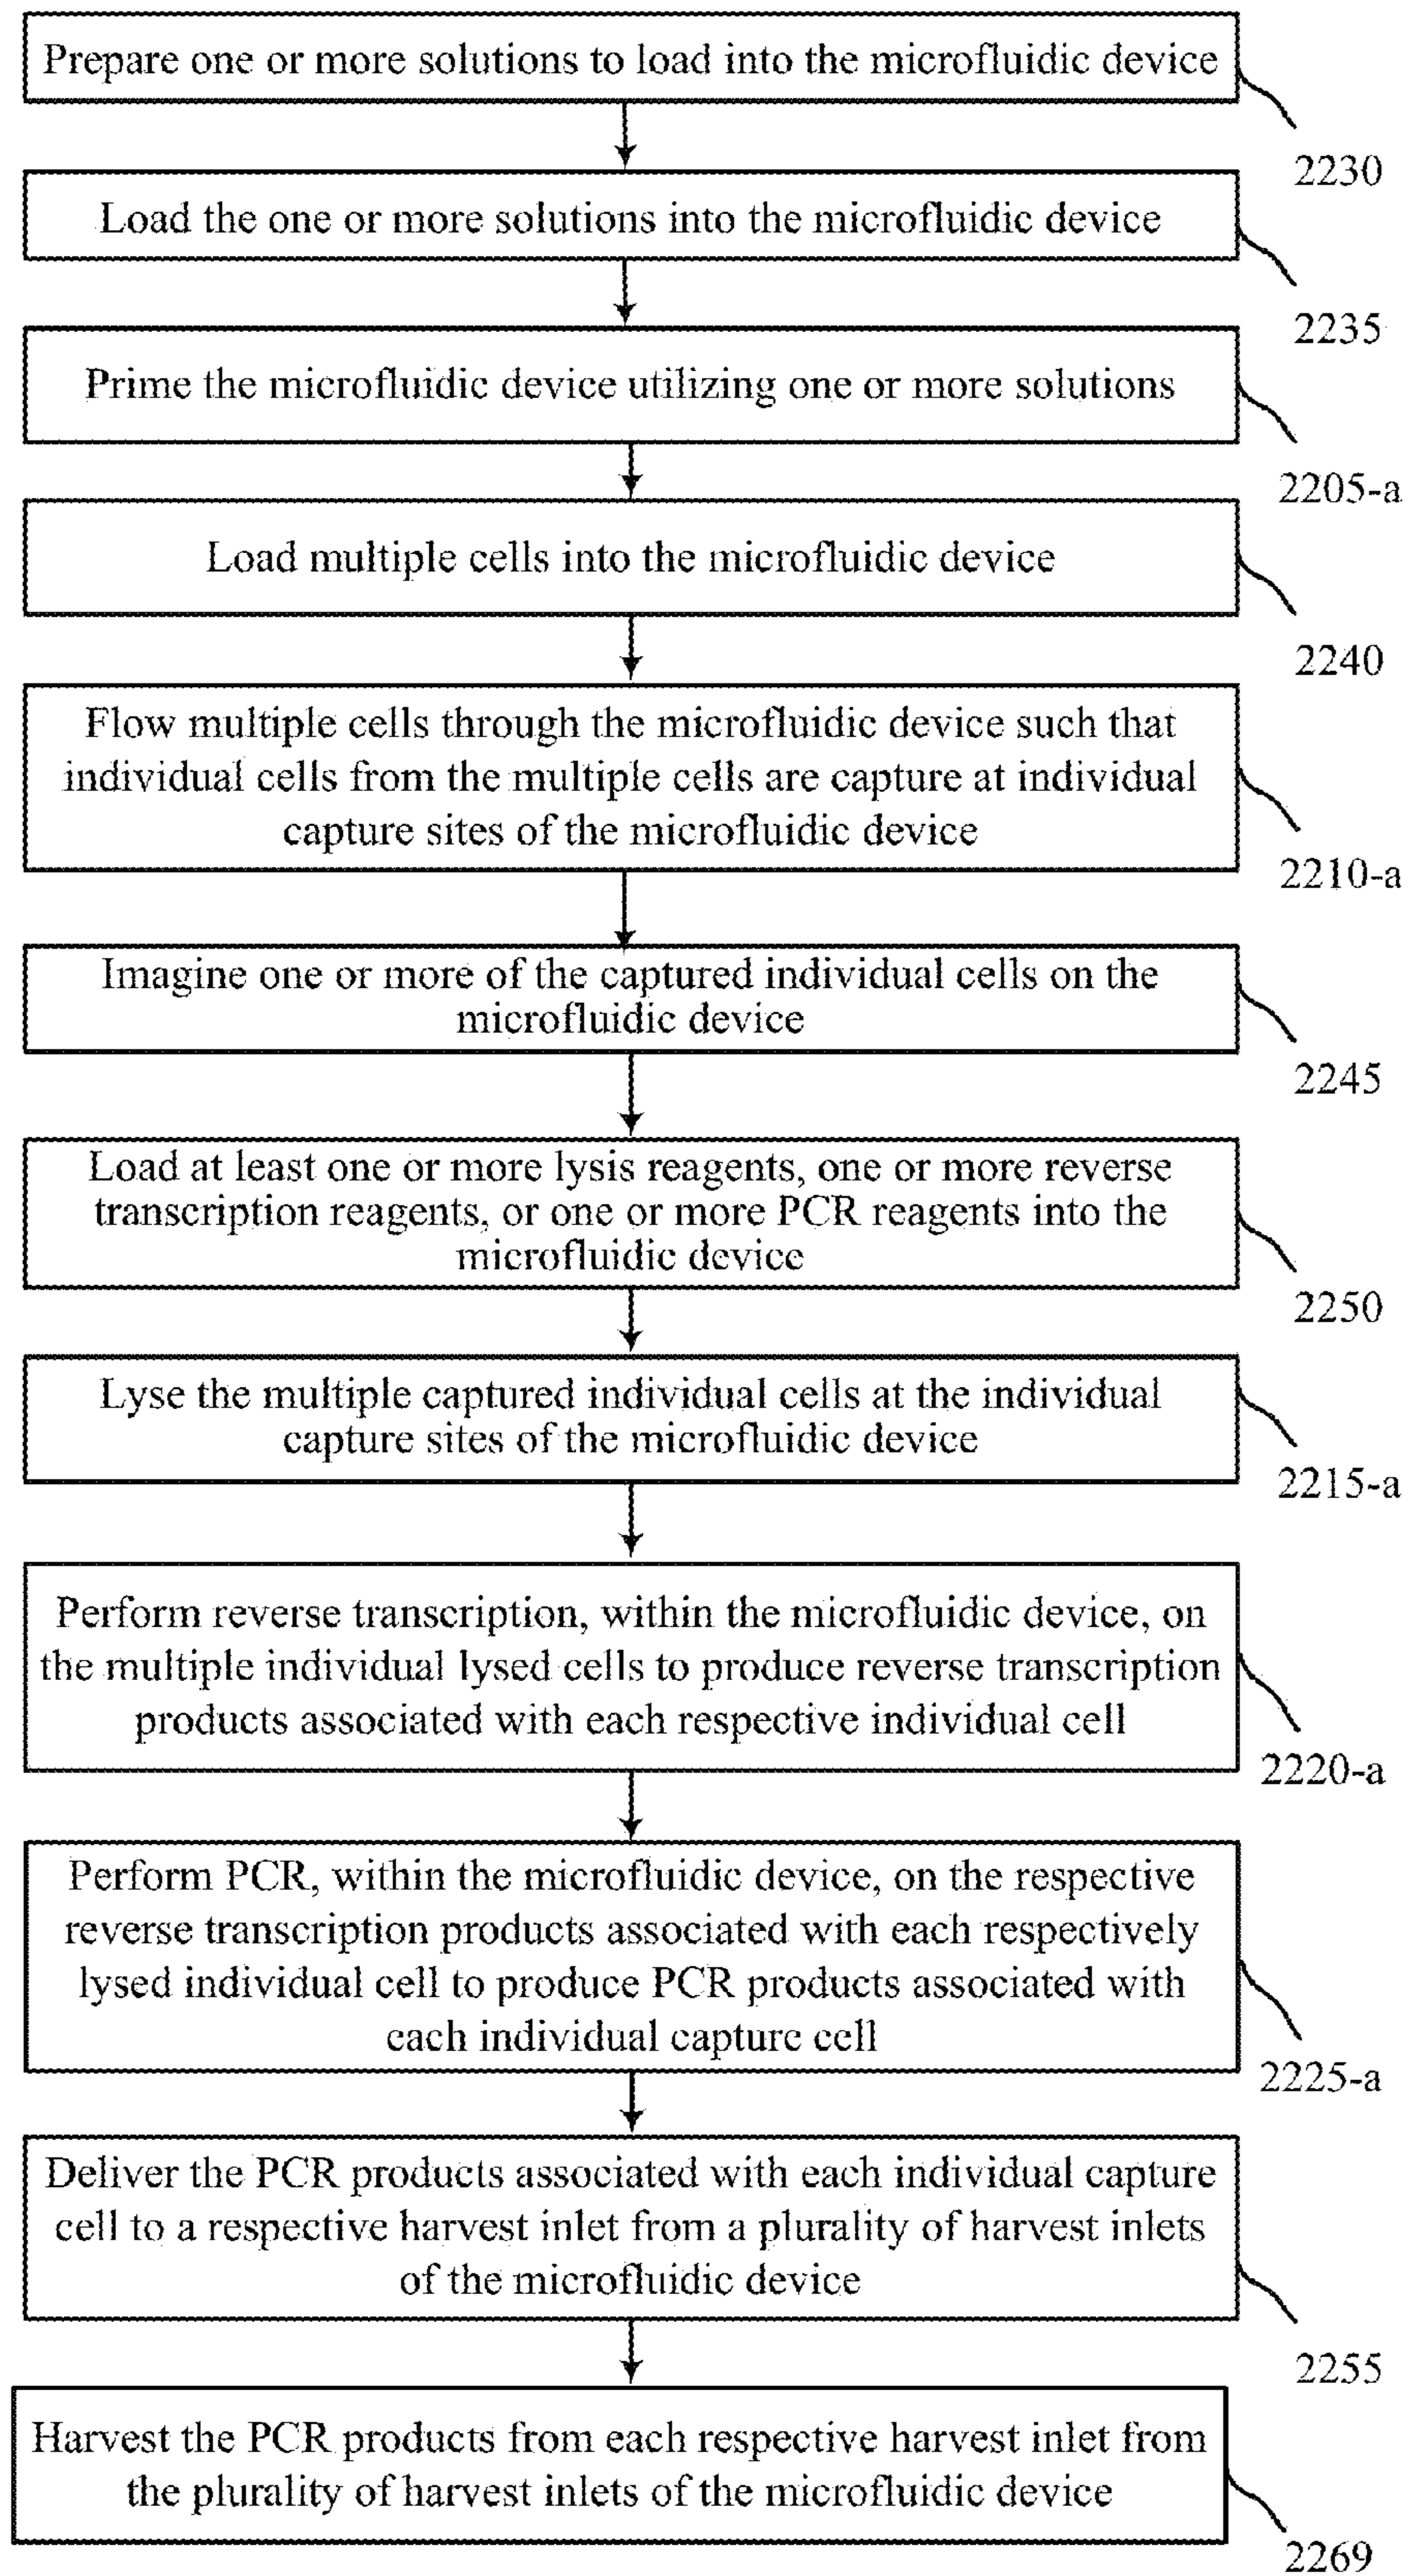 Prepare one or more solutions to load into the microfluidic device
2230
Load the one or more solutions into the microfluidic device
2235
Prime the microfluidic device utilizing one or more solutions
2205-a
Load multiple cells into the microfluidic device
2240
Flow multiple cells through the microfluidic device such that
individual cells from the multiple cells are capture at individual
capture sites of the microfluidic device
2210-a
Imagine one or more of the captured individual cells on the
microfluidic device
2245
Load at least one or more lysis reagents, one or more reverse
transcription reagents, or one or more PCR reagents into the
microfluidic device
2250
Lyse the multiple captured individual cells at the individual
capture sites of the microfluidic device
2215-a
Perform reverse transcription, within the microfluidic device, on
the multiple individual lysed cells to produce reverse transcription
products associated with each respective individual cell
2220-a
Perform PCR, within the microfluidic device, on the respective
reverse transcription products associated with each respectively
lysed individual cell to produce PCR products associated with
each individual capture cell
2225-a
Deliver the PCR products associated with each individual capture
cell to a respective harvest inlet from a plurality of harvest inlets
of the microfluidic device
2255
Harvest the PCR products from each respective harvest inlet from
the plurality of harvest inlets of the microfluidic device
2269